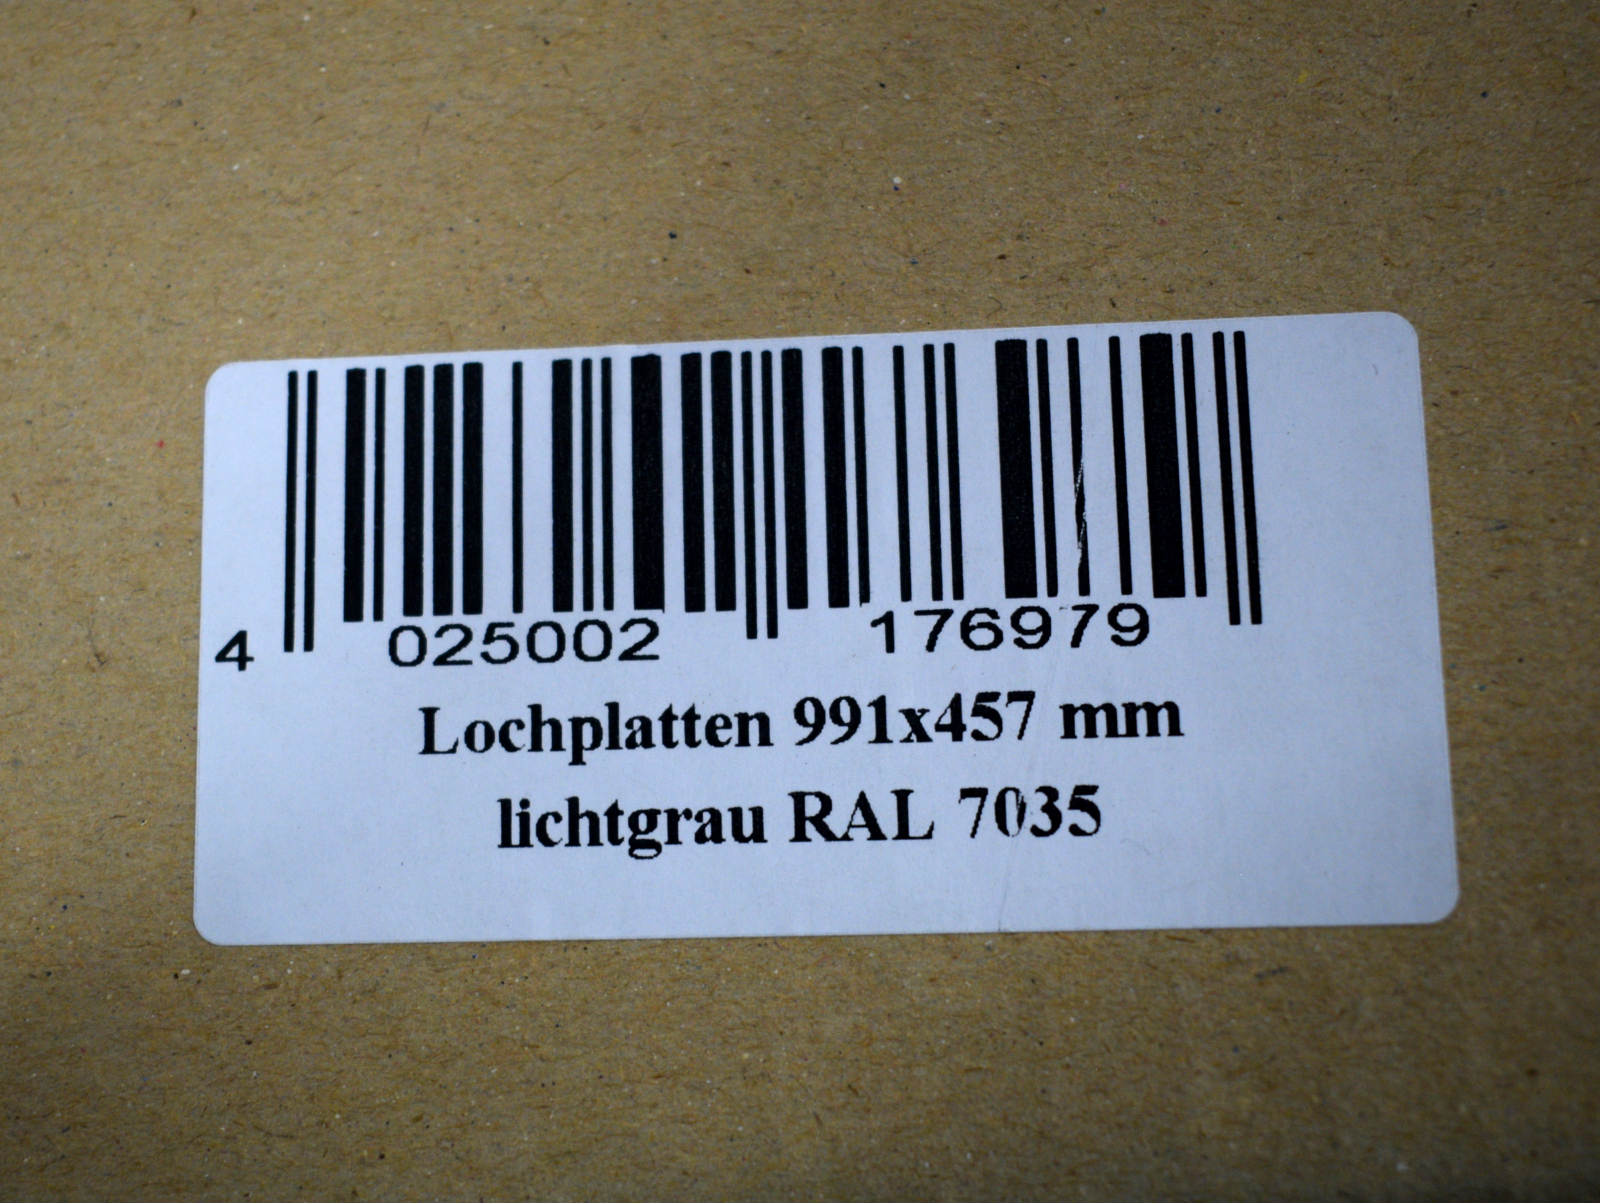 4 025002 176979
Lochplatten 991x457 mm
lichtgrau RAL 7035